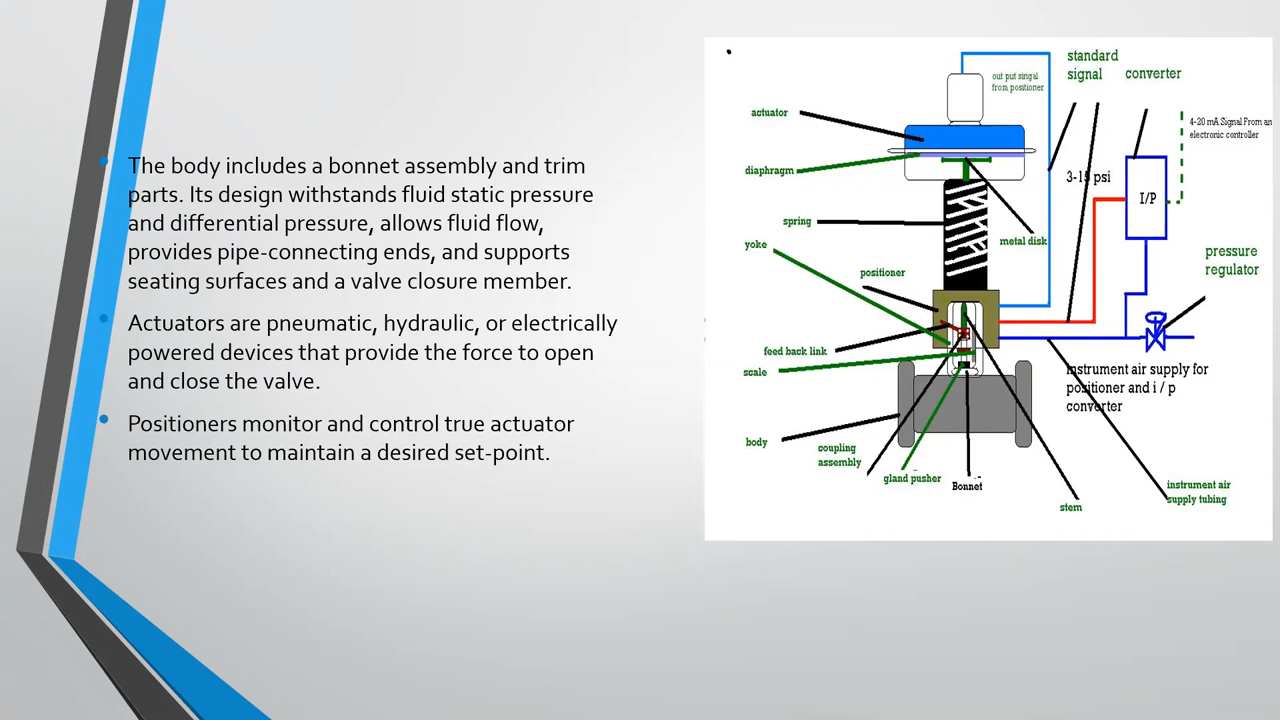 The body includes a bonnet assembly and trim
parts. Its design withstands fluid static pressure
and differential pressure, allows fluid flow,
provides pipe-connecting ends, and supports
seating surfaces and a valve closure member.
Actuators are pneumatic, hydraulic, or electrically
powered devices that provide the force to open
and close the valve.
Positioners monitor and control true actuator
movement to maintain a desired set-point.
standard
signal
converter
out put singal
from positioner
actuator
4-20 mA Signal From an
electronic controller
diaphragm
3-15 psi
I/P
spring
metal disk
yoke
pressure
regulator
positioner
feed back link
scale
instrument air supply for
positioner and i / p
converter
body
coupling
assembly
gland pusher
Bonnet
stem
instrument air
supply tubing